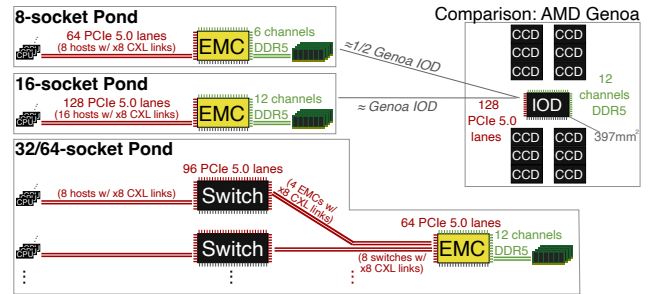 8-socket Pond
64 PCIe 5.0 lanes
(8 hosts w/ x8 CXL links)
CPU
EMC
6 channels
DDR5
16-socket Pond
128 PCIe 5.0 lanes
(16 hosts w/ x8 CXL links)
CPU
EMC
12 channels
DDR5
≈1/2 Genoa IOD
≈ Genoa IOD
Comparison: AMD Genoa
CCD CCD
CCD CCD
CCD CCD
IOD
12
channels
DDR5
128
PCIe 5.0
lanes
397mm²
CCD CCD
CCD CCD
CCD CCD
32/64-socket Pond
96 PCIe 5.0 lanes
(8 hosts w/ x8 CXL links)
CPU
Switch
(4 EMCs w/
x8 CXL links)
64 PCIe 5.0 lanes
CPU
Switch
EMC
12 channels
DDR5
(8 switches w/
x8 CXL links)